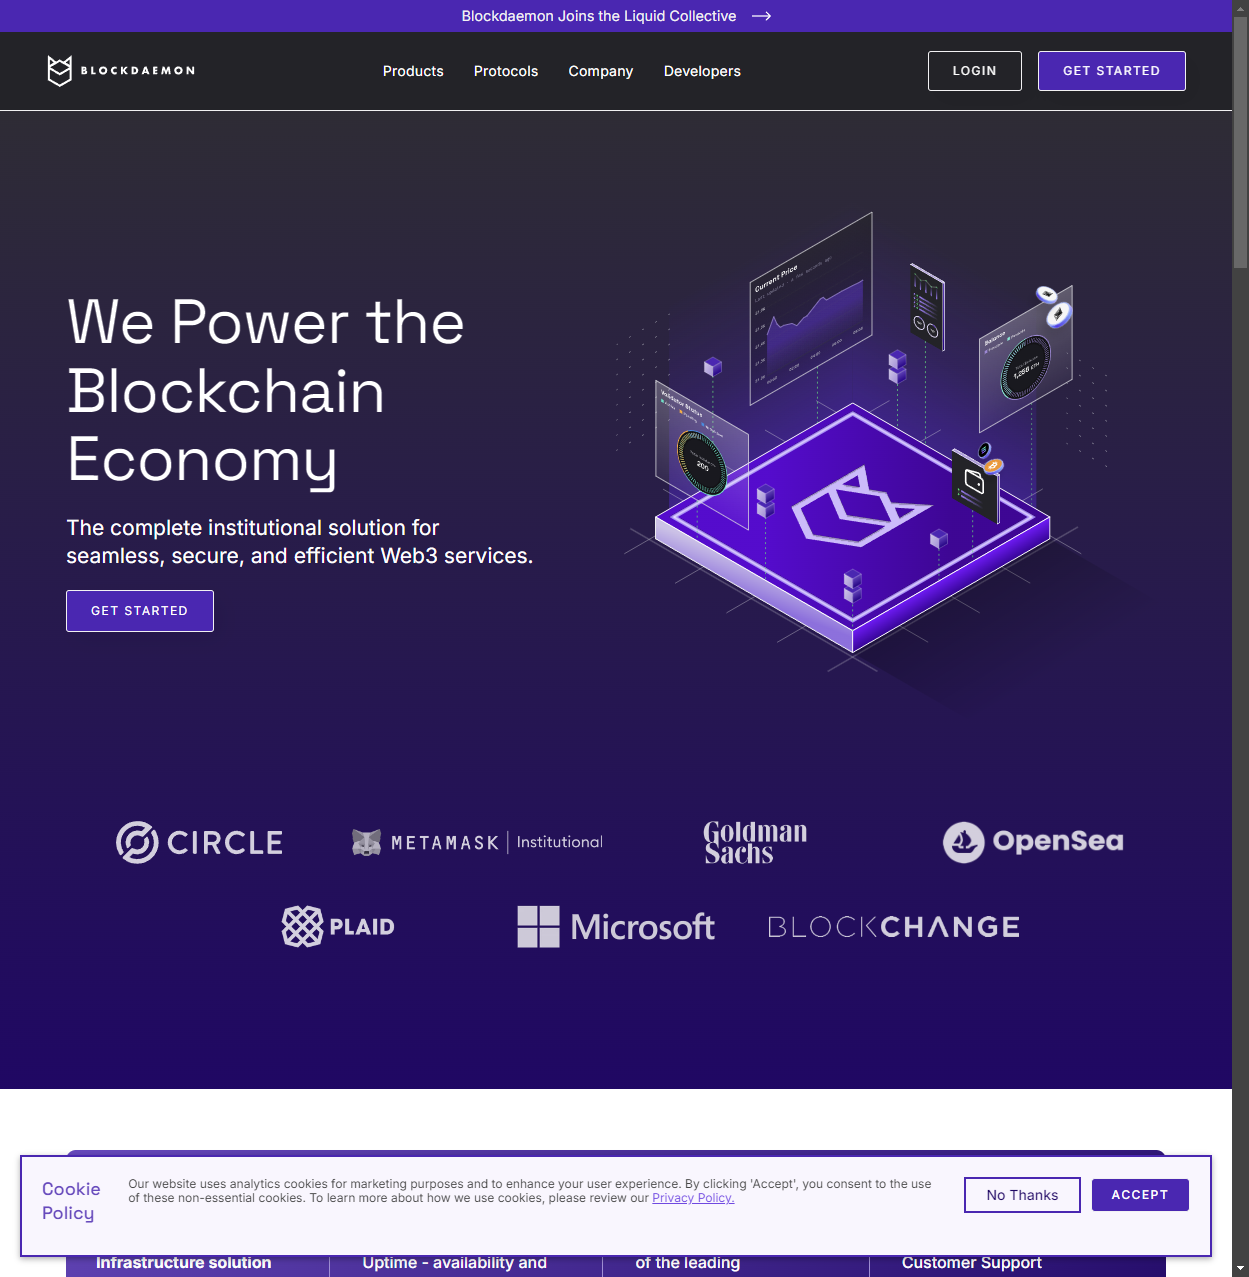 Blockdaemon Joins the Liquid Collective
BLOCKDAEMON
Products
Protocols
Company
Developers
LOGIN
GET STARTED
We Power the
Blockchain
Economy
The complete institutional solution for
seamless, secure, and efficient Web3 services.
GET STARTED
Current Price
Balance
1,256 ETH
Validator Status
200
CIRCLE
METAMASK | Institutional
Goldman
Sachs
OpenSea
PLAID
Microsoft
BLOCKCHANGE
Cookie
Policy
Our website uses analytics cookies for marketing purposes and to enhance your user experience. By clicking 'Accept', you consent to the use
of these non-essential cookies. To learn more about how we use cookies, please review our Privacy Policy.
No Thanks
ACCEPT
Infrastructure solution
Uptime - availability and
of the leading
Customer Support